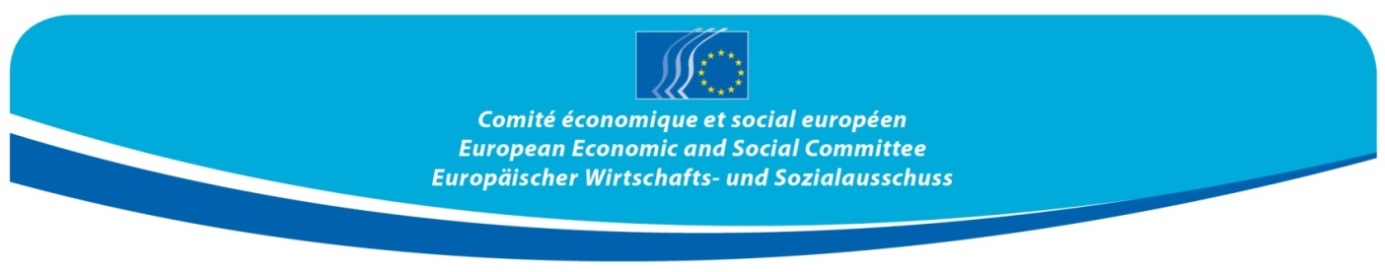 Comité économique et social européen
European Economic and Social Committee
Europäischer Wirtschafts- und Sozialausschuss